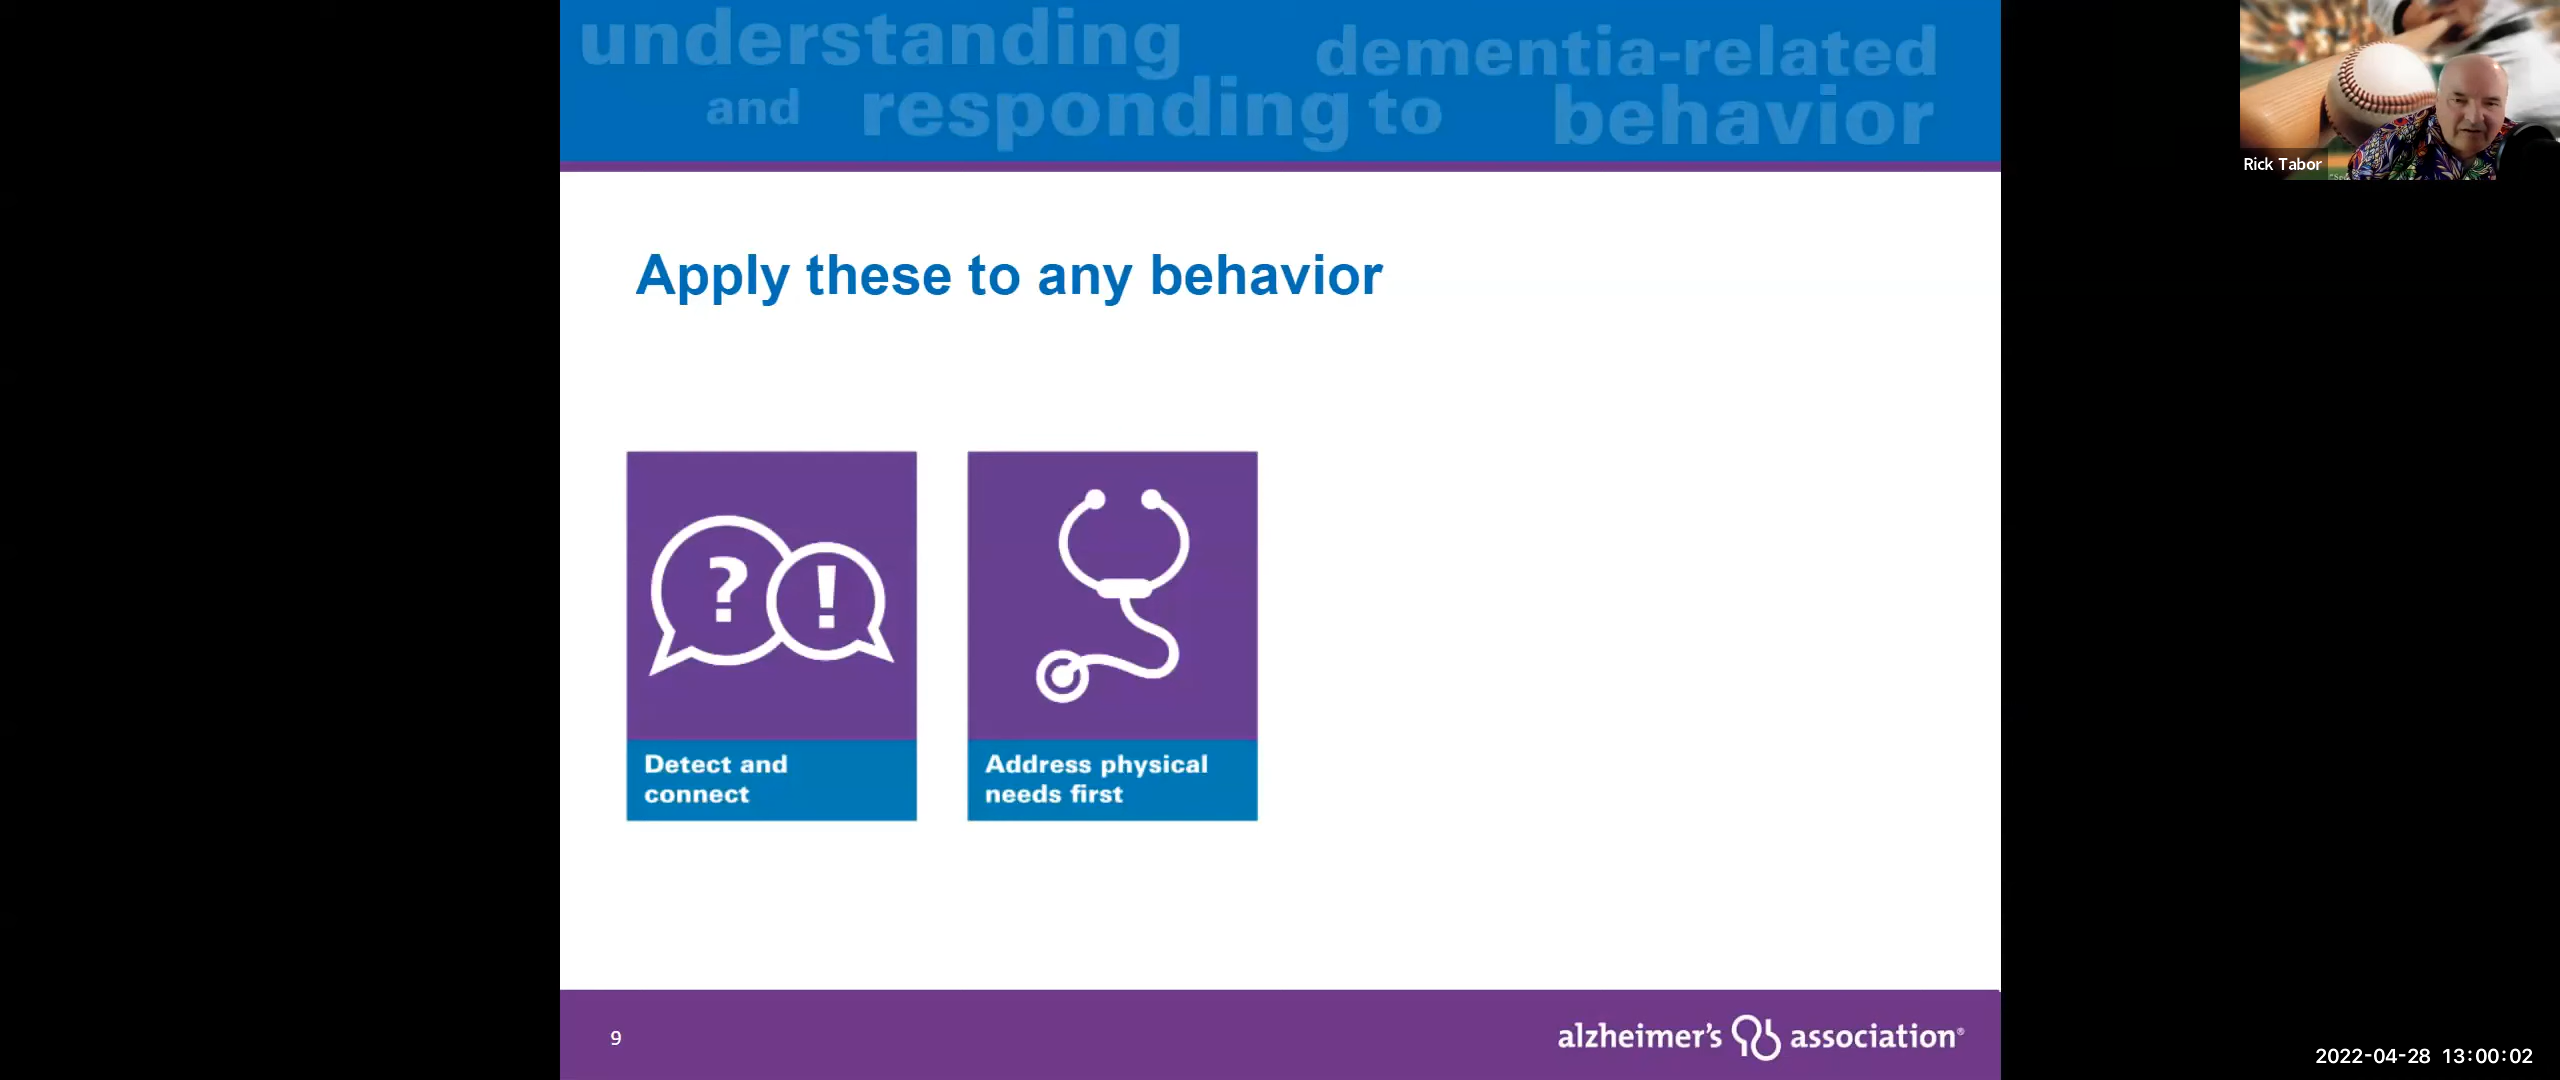 understanding dementia-related
and responding to behavior
Rick Tabor
Apply these to any behavior
?
!
Detect and
connect
Address physical
needs first
9
alzheimer's association®
2022-04-28 13:00:02